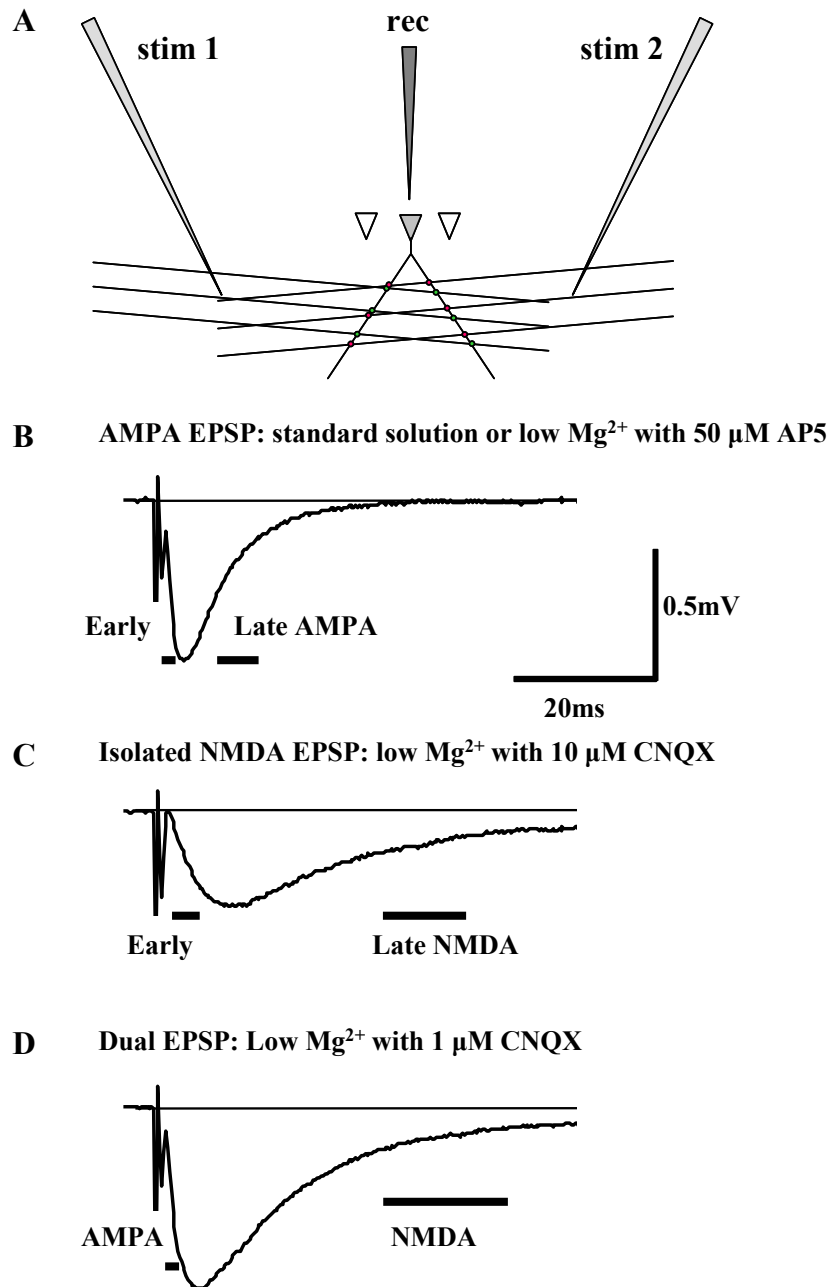 A
stim 1
rec
stim 2
B AMPA EPSP: standard solution or low Mg²⁺ with 50 µM AP5
Early
Late AMPA
0.5mV
20ms
C Isolated NMDA EPSP: low Mg²⁺ with 10 µM CNQX
Early
Late NMDA
D Dual EPSP: Low Mg²⁺ with 1 µM CNQX
AMPA
NMDA